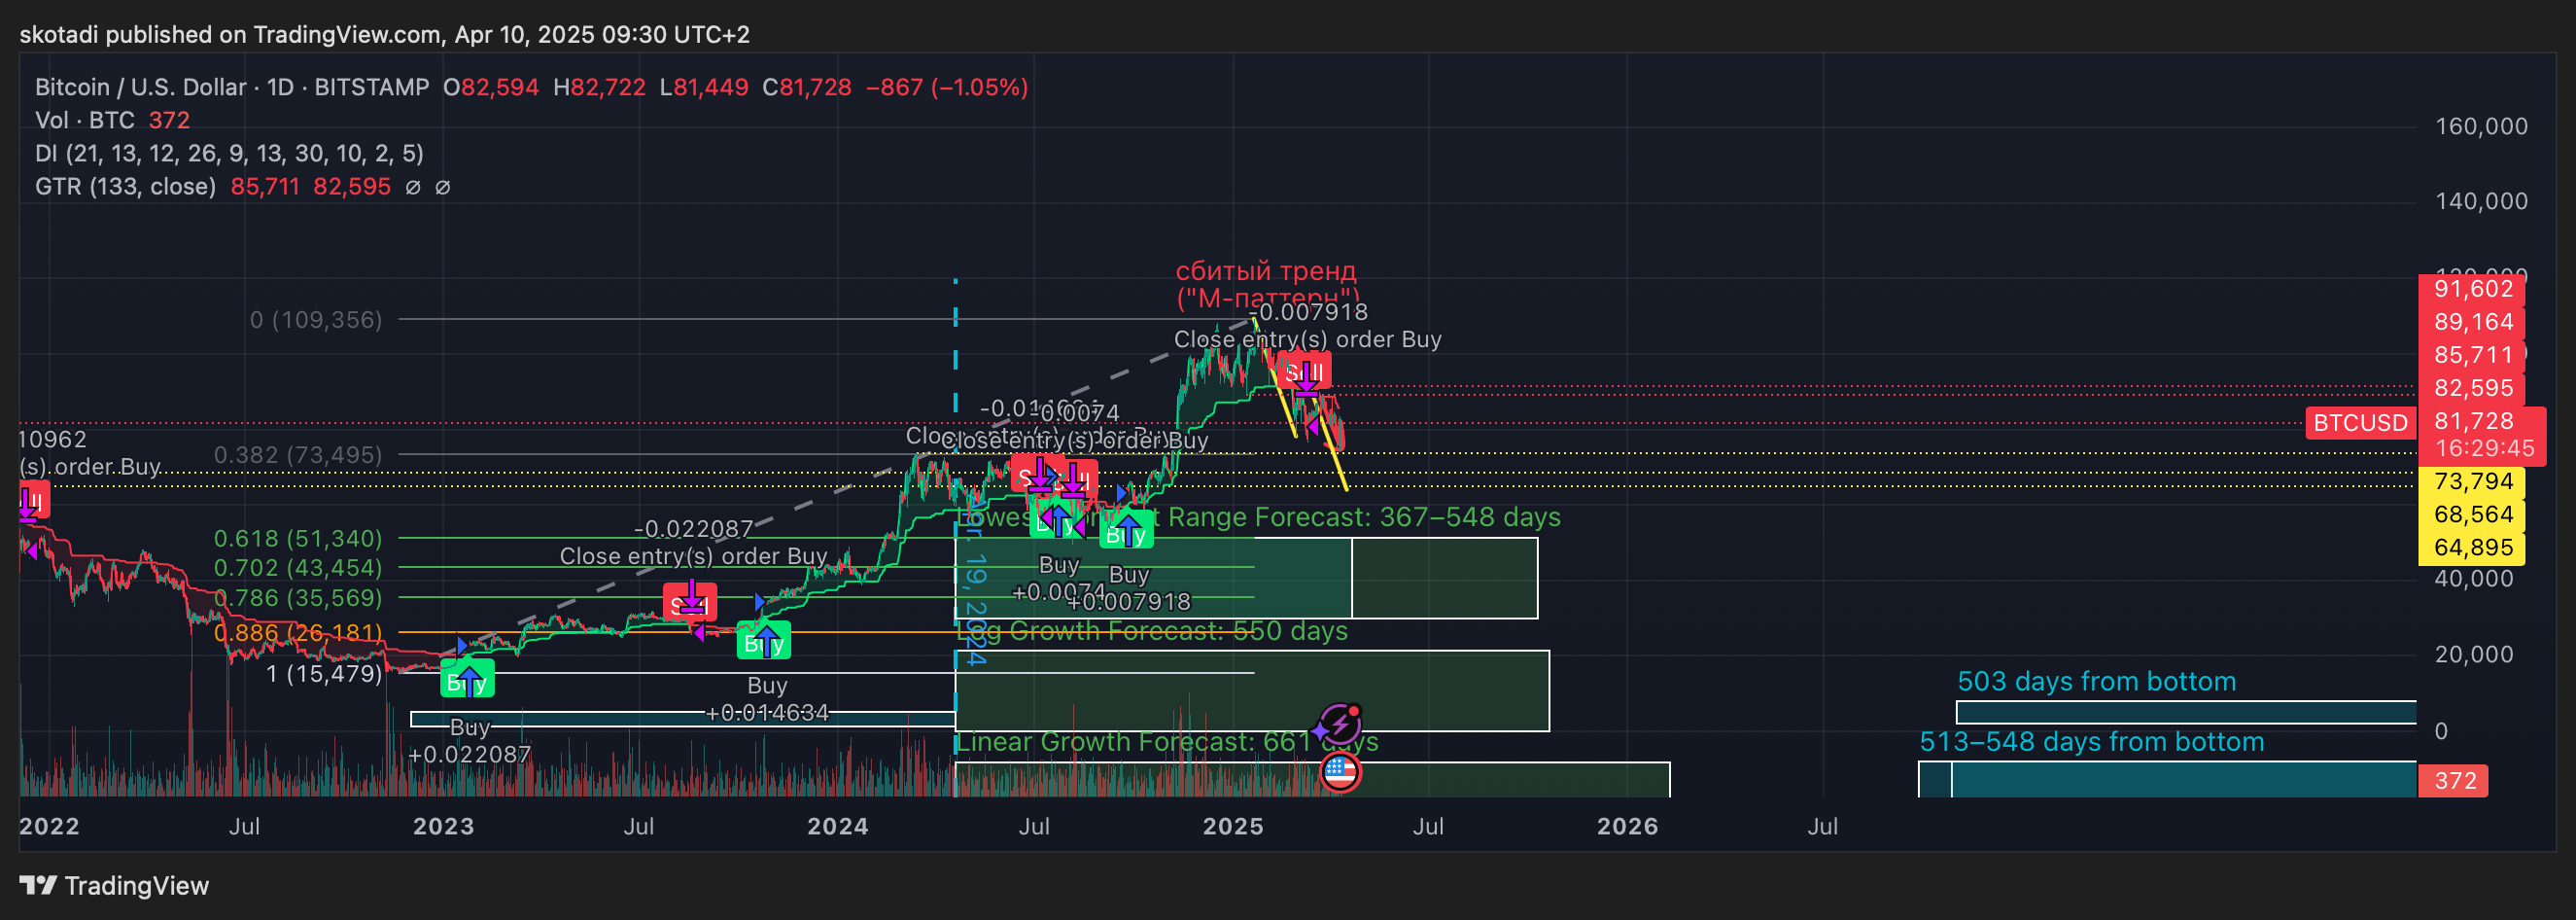 skotadi published on TradingView.com, Apr 10, 2025 09:30 UTC+2
Bitcoin / U.S. Dollar · 1D · BITSTAMP O82,594 H82,722 L81,449 C81,728 −867 (−1.05%)
Vol · BTC 372
DI (21, 13, 12, 26, 9, 13, 30, 10, 2, 5)
GTR (133, close) 85,711 82,595 ∅ ∅
160,000
140,000
120,000
сбитый тренд
("М-паттерн")
-0.007918
Close entry(s) order Buy
0 (109,356)
91,602
89,164
85,711
82,595
Sell
BTCUSD 81,728
16:29:45
-0.0074
Close entry(s) order Buy
10962
(s) order Buy
0.382 (73,495)
73,794
68,564
64,895
Lowest Range Forecast: 367–548 days
-0.022087
Close entry(s) order Buy
0.618 (51,340)
0.702 (43,454)
0.786 (35,569)
0.886 (26,181)
1 (15,479)
Apr. 19, 2024
Buy
Buy
Buy
+0.0074
Buy
+0.007918
40,000
Sell
Buy
Log Growth Forecast: 550 days
20,000
Buy
Buy
+0.014634
Buy
+0.022087
503 days from bottom
0
Linear Growth Forecast: 661 days
513–548 days from bottom
372
2022 Jul 2023 Jul 2024 Jul 2025 Jul 2026 Jul
TradingView